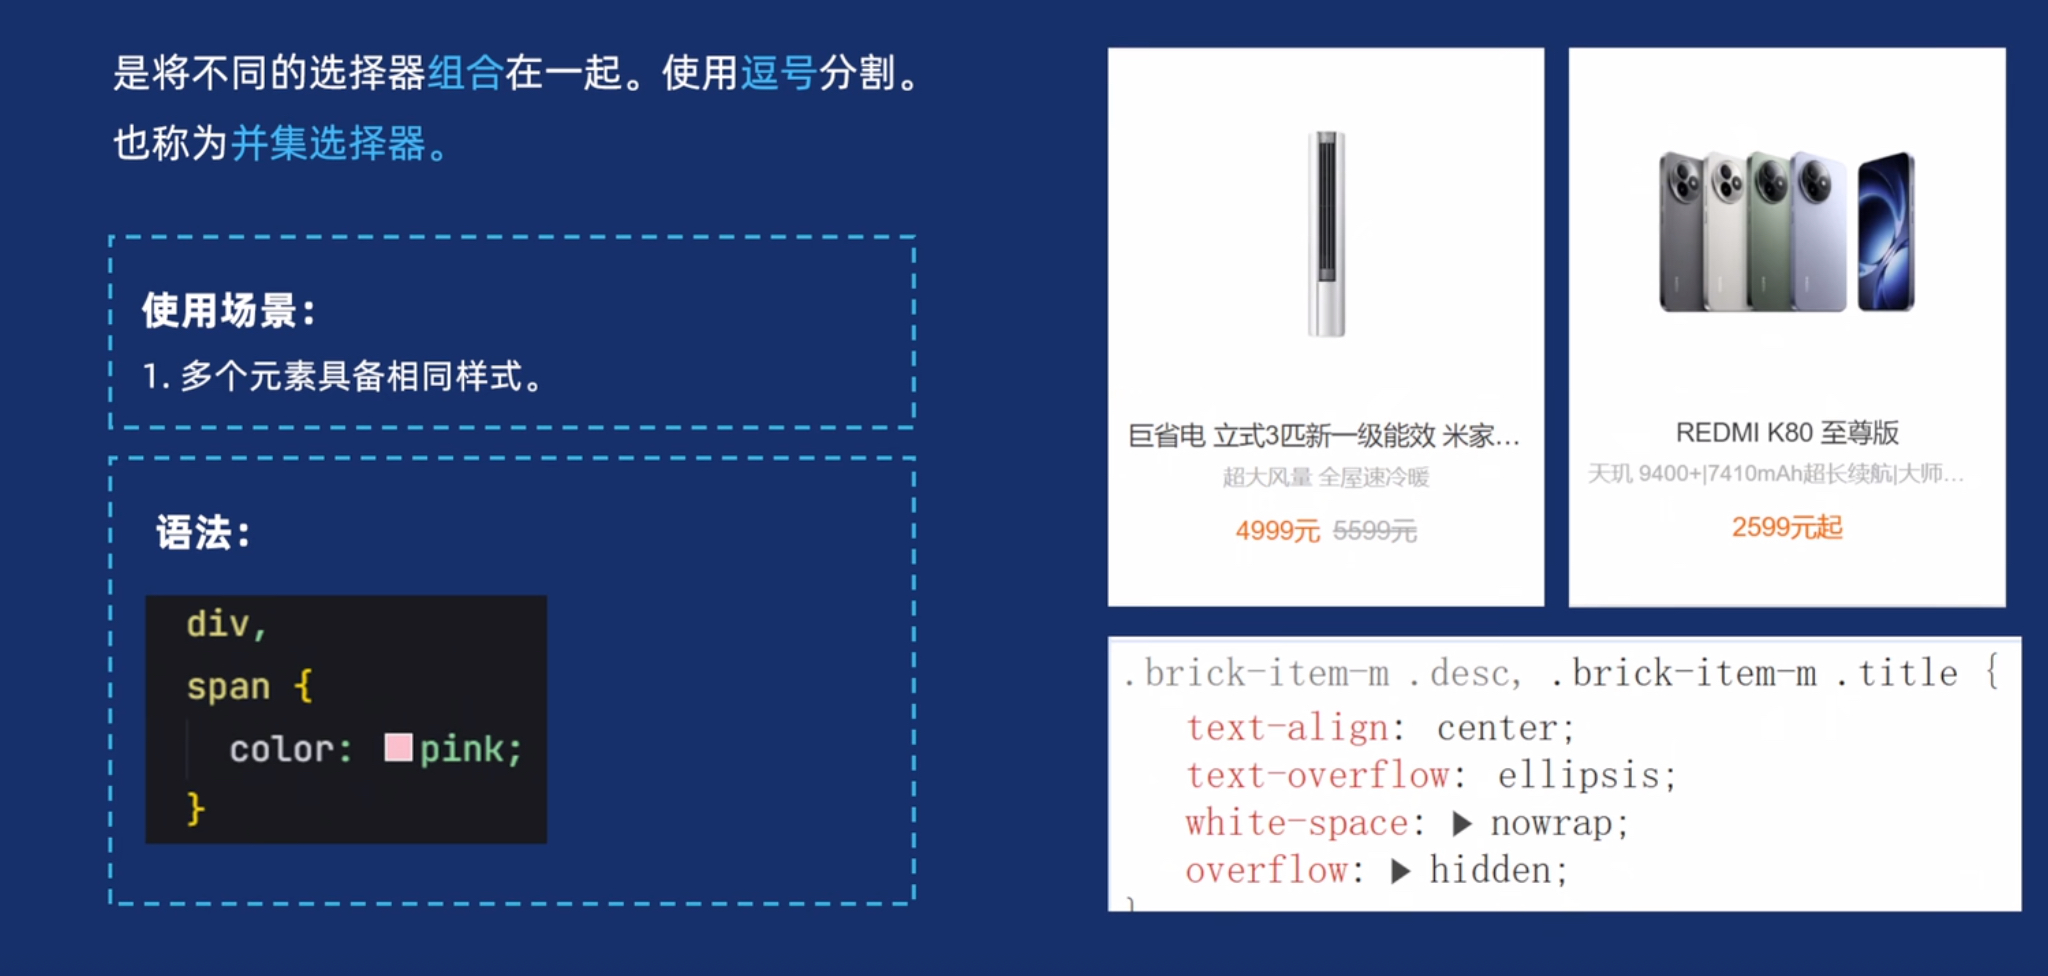 是将不同的选择器组合在一起。使用逗号分割。
也称为并集选择器。
使用场景：
1. 多个元素具备相同样式。
语法：
div,
span {
color: pink;
}
巨省电 立式3匹新一级能效 米家...
超大风量 全屋速冷暖
4999元 5599元
REDMI K80 至尊版
天玑 9400+|7410mAh超长续航|大师...
2599元起
.brick-item-m .desc, .brick-item-m .title {
text-align: center;
text-overflow: ellipsis;
white-space: ▶ nowrap;
overflow: ▶ hidden;
}